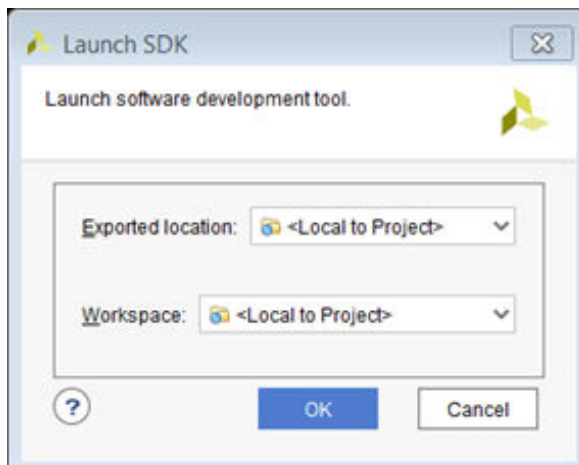 Launch SDK
Launch software development tool.
Exported location: <Local to Project>
Workspace: <Local to Project>
?
OK Cancel